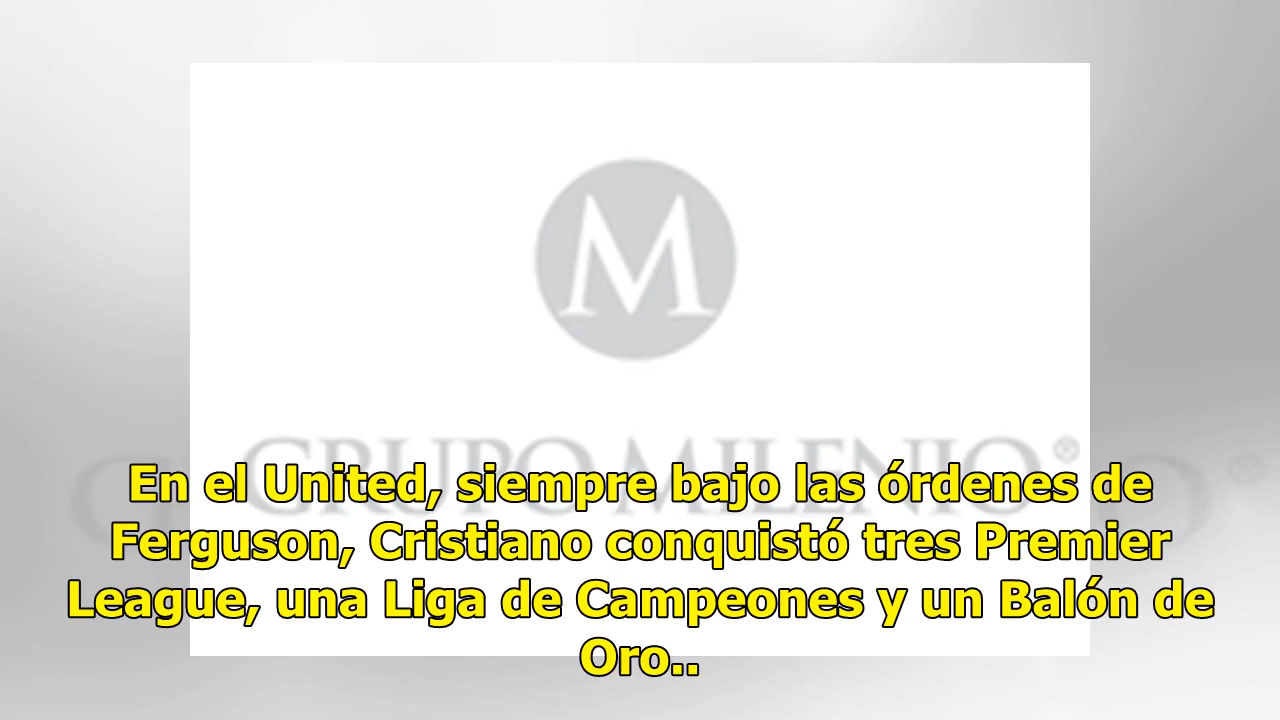 M
GRUPO MILENIO®
En el United, siempre bajo las órdenes de
Ferguson, Cristiano conquistó tres Premier
League, una Liga de Campeones y un Balón de
Oro..